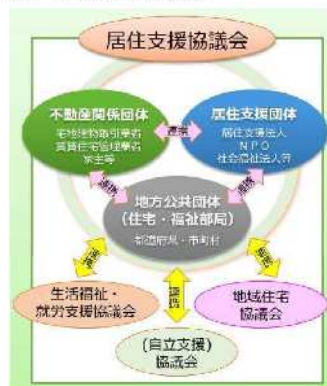 居住支援協議会
不動産関係団体
宅地建物取引業者
賃貸住宅管理業者
家主等
連携
居住支援団体
居住支援法人
NPO
社会福祉法人等
連携
連携
地方公共団体
(住宅・福祉部局)
都道府県・市町村
連携
連携
連携
生活福祉・
就労支援協議会
地域住宅
協議会
(自立支援)
協議会